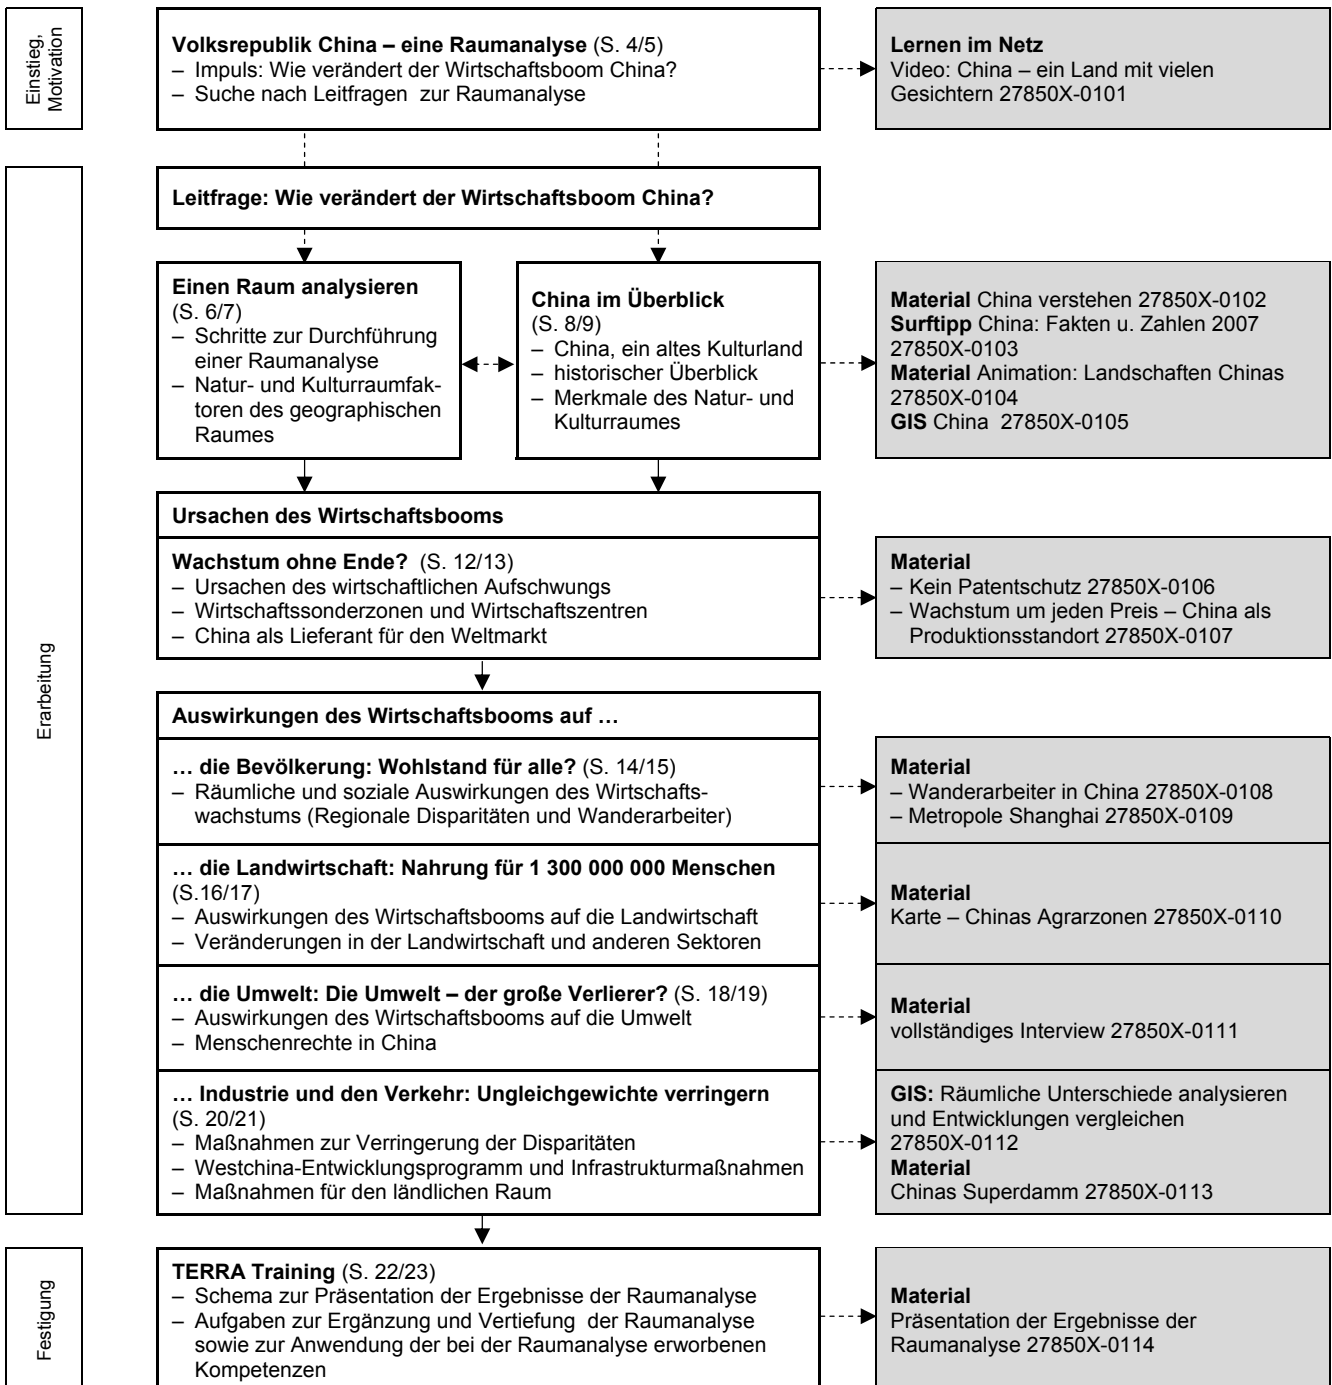 Einstieg,
Motivation
Volksrepublik China – eine Raumanalyse (S. 4/5)
– Impuls: Wie verändert der Wirtschaftsboom China?
– Suche nach Leitfragen zur Raumanalyse
Lernen im Netz
Video: China – ein Land mit vielen
Gesichtern 27850X-0101
Erarbeitung
Leitfrage: Wie verändert der Wirtschaftsboom China?
Einen Raum analysieren
(S. 6/7)
– Schritte zur Durchführung
einer Raumanalyse
– Natur- und Kulturraumfak-
toren des geographischen
Raumes
China im Überblick
(S. 8/9)
– China, ein altes Kulturland
– historischer Überblick
– Merkmale des Natur- und
Kulturraumes
Material China verstehen 27850X-0102
Surftipp China: Fakten u. Zahlen 2007
27850X-0103
Material Animation: Landschaften Chinas
27850X-0104
GIS China 27850X-0105
Ursachen des Wirtschaftsbooms
Wachstum ohne Ende? (S. 12/13)
– Ursachen des wirtschaftlichen Aufschwungs
– Wirtschaftssonderzonen und Wirtschaftszentren
– China als Lieferant für den Weltmarkt
Material
– Kein Patentschutz 27850X-0106
– Wachstum um jeden Preis – China als
Produktionsstandort 27850X-0107
Auswirkungen des Wirtschaftsbooms auf …
… die Bevölkerung: Wohlstand für alle? (S. 14/15)
– Räumliche und soziale Auswirkungen des Wirtschafts-
wachstums (Regionale Disparitäten und Wanderarbeiter)
Material
– Wanderarbeiter in China 27850X-0108
– Metropole Shanghai 27850X-0109
… die Landwirtschaft: Nahrung für 1 300 000 000 Menschen
(S.16/17)
– Auswirkungen des Wirtschaftsbooms auf die Landwirtschaft
– Veränderungen in der Landwirtschaft und anderen Sektoren
Material
Karte – Chinas Agrarzonen 27850X-0110
… die Umwelt: Die Umwelt – der große Verlierer? (S. 18/19)
– Auswirkungen des Wirtschaftsbooms auf die Umwelt
– Menschenrechte in China
Material
vollständiges Interview 27850X-0111
… Industrie und den Verkehr: Ungleichgewichte verringern
(S. 20/21)
– Maßnahmen zur Verringerung der Disparitäten
– Westchina-Entwicklungsprogramm und Infrastrukturmaßnahmen
– Maßnahmen für den ländlichen Raum
GIS: Räumliche Unterschiede analysieren
und Entwicklungen vergleichen
27850X-0112
Material
Chinas Superdamm 27850X-0113
Festigung
TERRA Training (S. 22/23)
– Schema zur Präsentation der Ergebnisse der Raumanalyse
– Aufgaben zur Ergänzung und Vertiefung der Raumanalyse
sowie zur Anwendung der bei der Raumanalyse erworbenen
Kompetenzen
Material
Präsentation der Ergebnisse der
Raumanalyse 27850X-0114